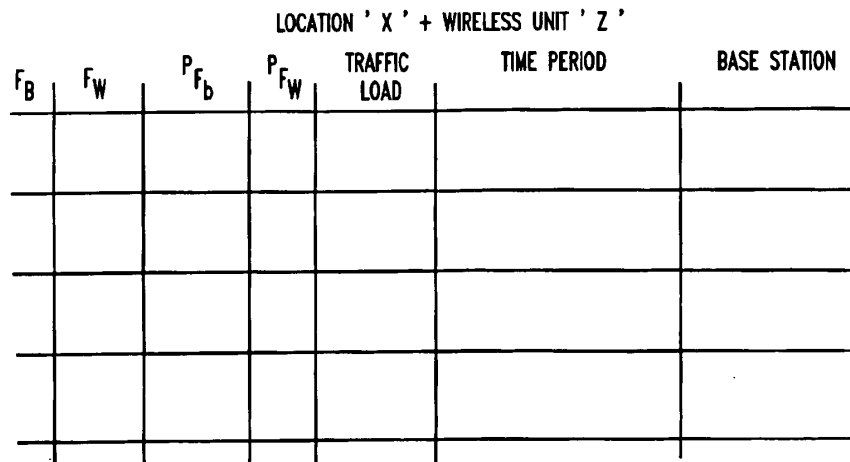 LOCATION ' X ' + WIRELESS UNIT ' Z '
F_B F_W P_F_b P_F_W TRAFFIC LOAD TIME PERIOD BASE STATION